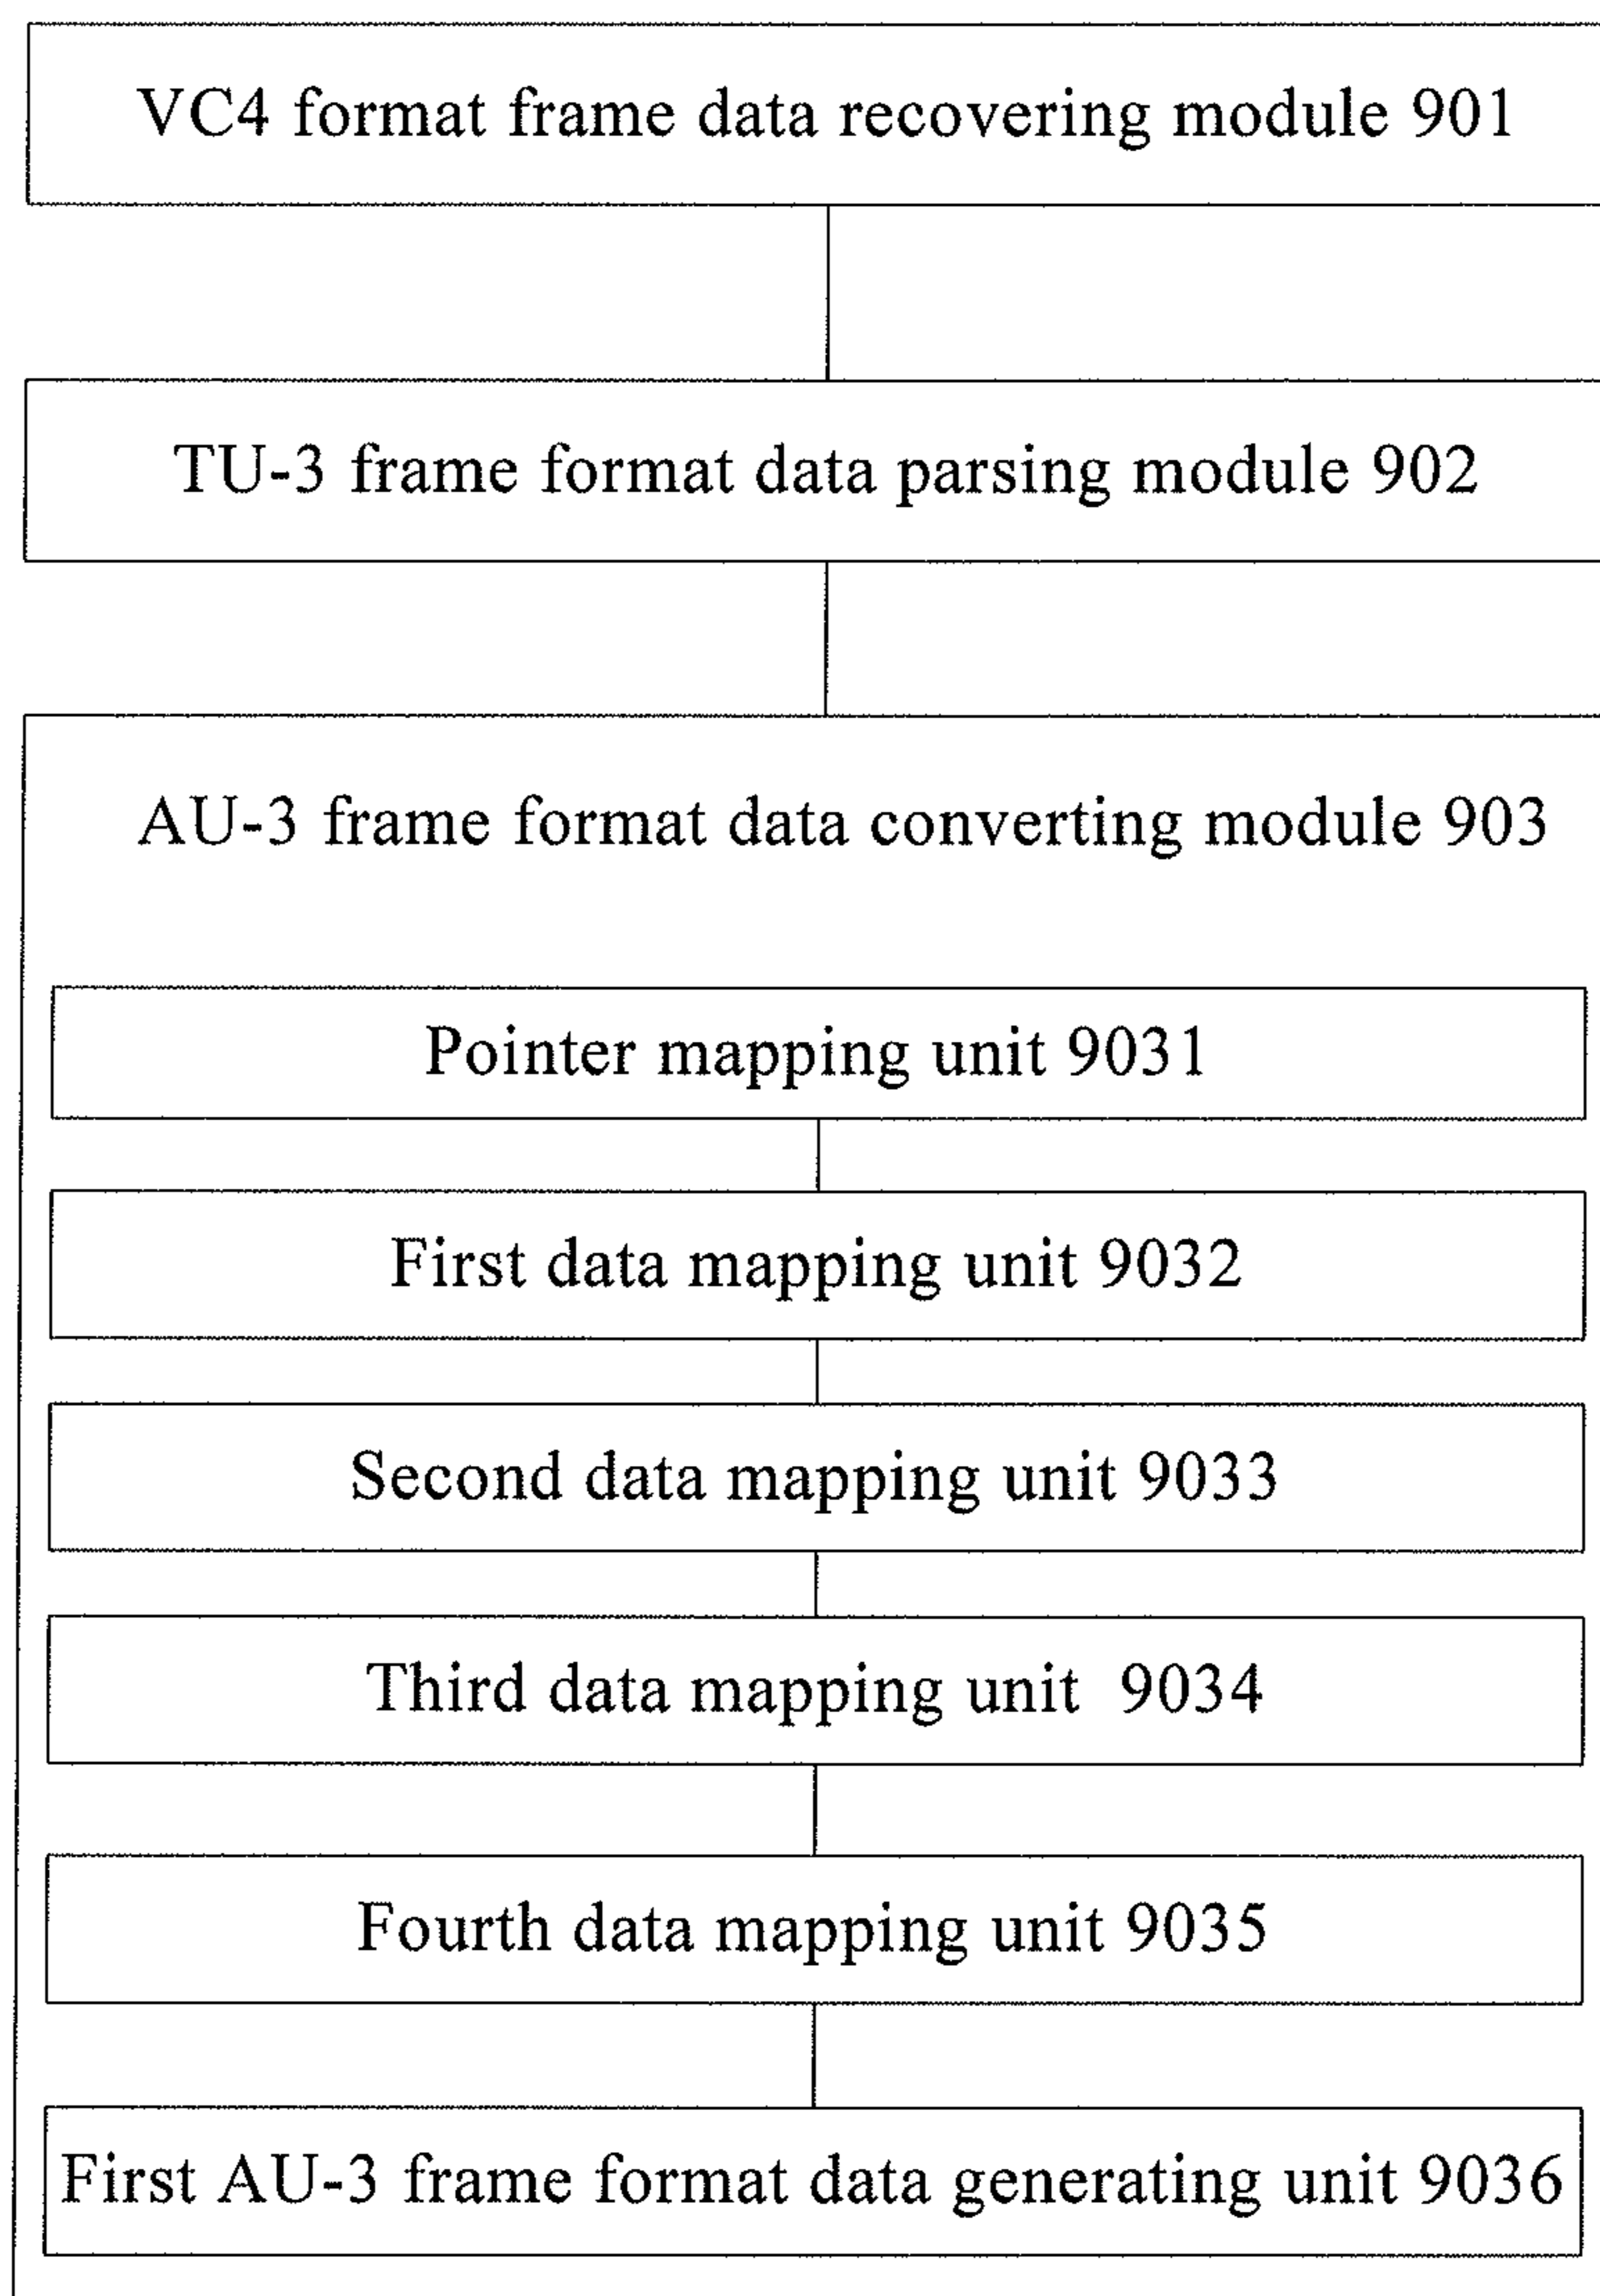 VC4 format frame data recovering module 901
TU-3 frame format data parsing module 902
AU-3 frame format data converting module 903
Pointer mapping unit 9031
First data mapping unit 9032
Second data mapping unit 9033
Third data mapping unit 9034
Fourth data mapping unit 9035
First AU-3 frame format data generating unit 9036